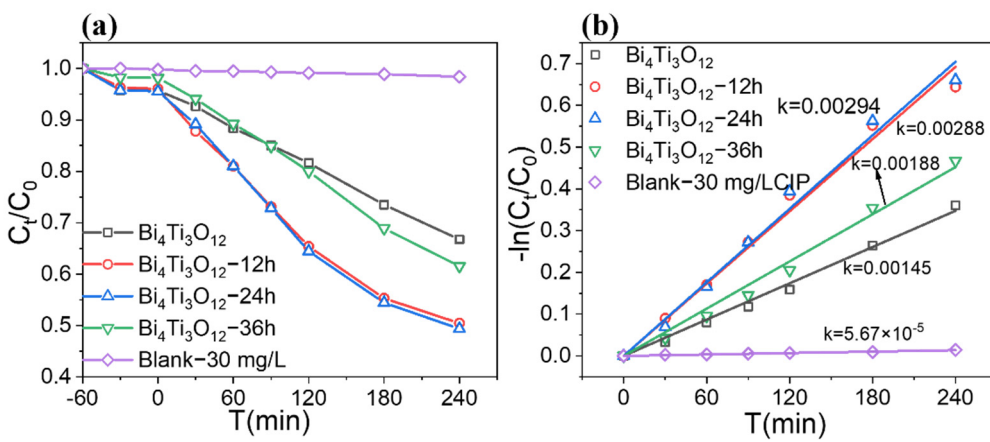 (a)
1.0
0.9
0.8
0.7
0.6
0.5
0.4
Cₜ/C₀
Bi₄Ti₃O₁₂
Bi₄Ti₃O₁₂−12h
Bi₄Ti₃O₁₂−24h
Bi₄Ti₃O₁₂−36h
Blank−30 mg/L
-60 0 60 120 180 240
T(min)
(b)
0.7
0.6
0.5
0.4
0.3
0.2
0.1
0.0
-ln(Cₜ/C₀)
Bi₄Ti₃O₁₂
Bi₄Ti₃O₁₂−12h
Bi₄Ti₃O₁₂−24h
Bi₄Ti₃O₁₂−36h
Blank−30 mg/LCIP
k=0.00294
k=0.00288
k=0.00188
k=0.00145
k=5.67×10⁻⁵
0 60 120 180 240
T(min)